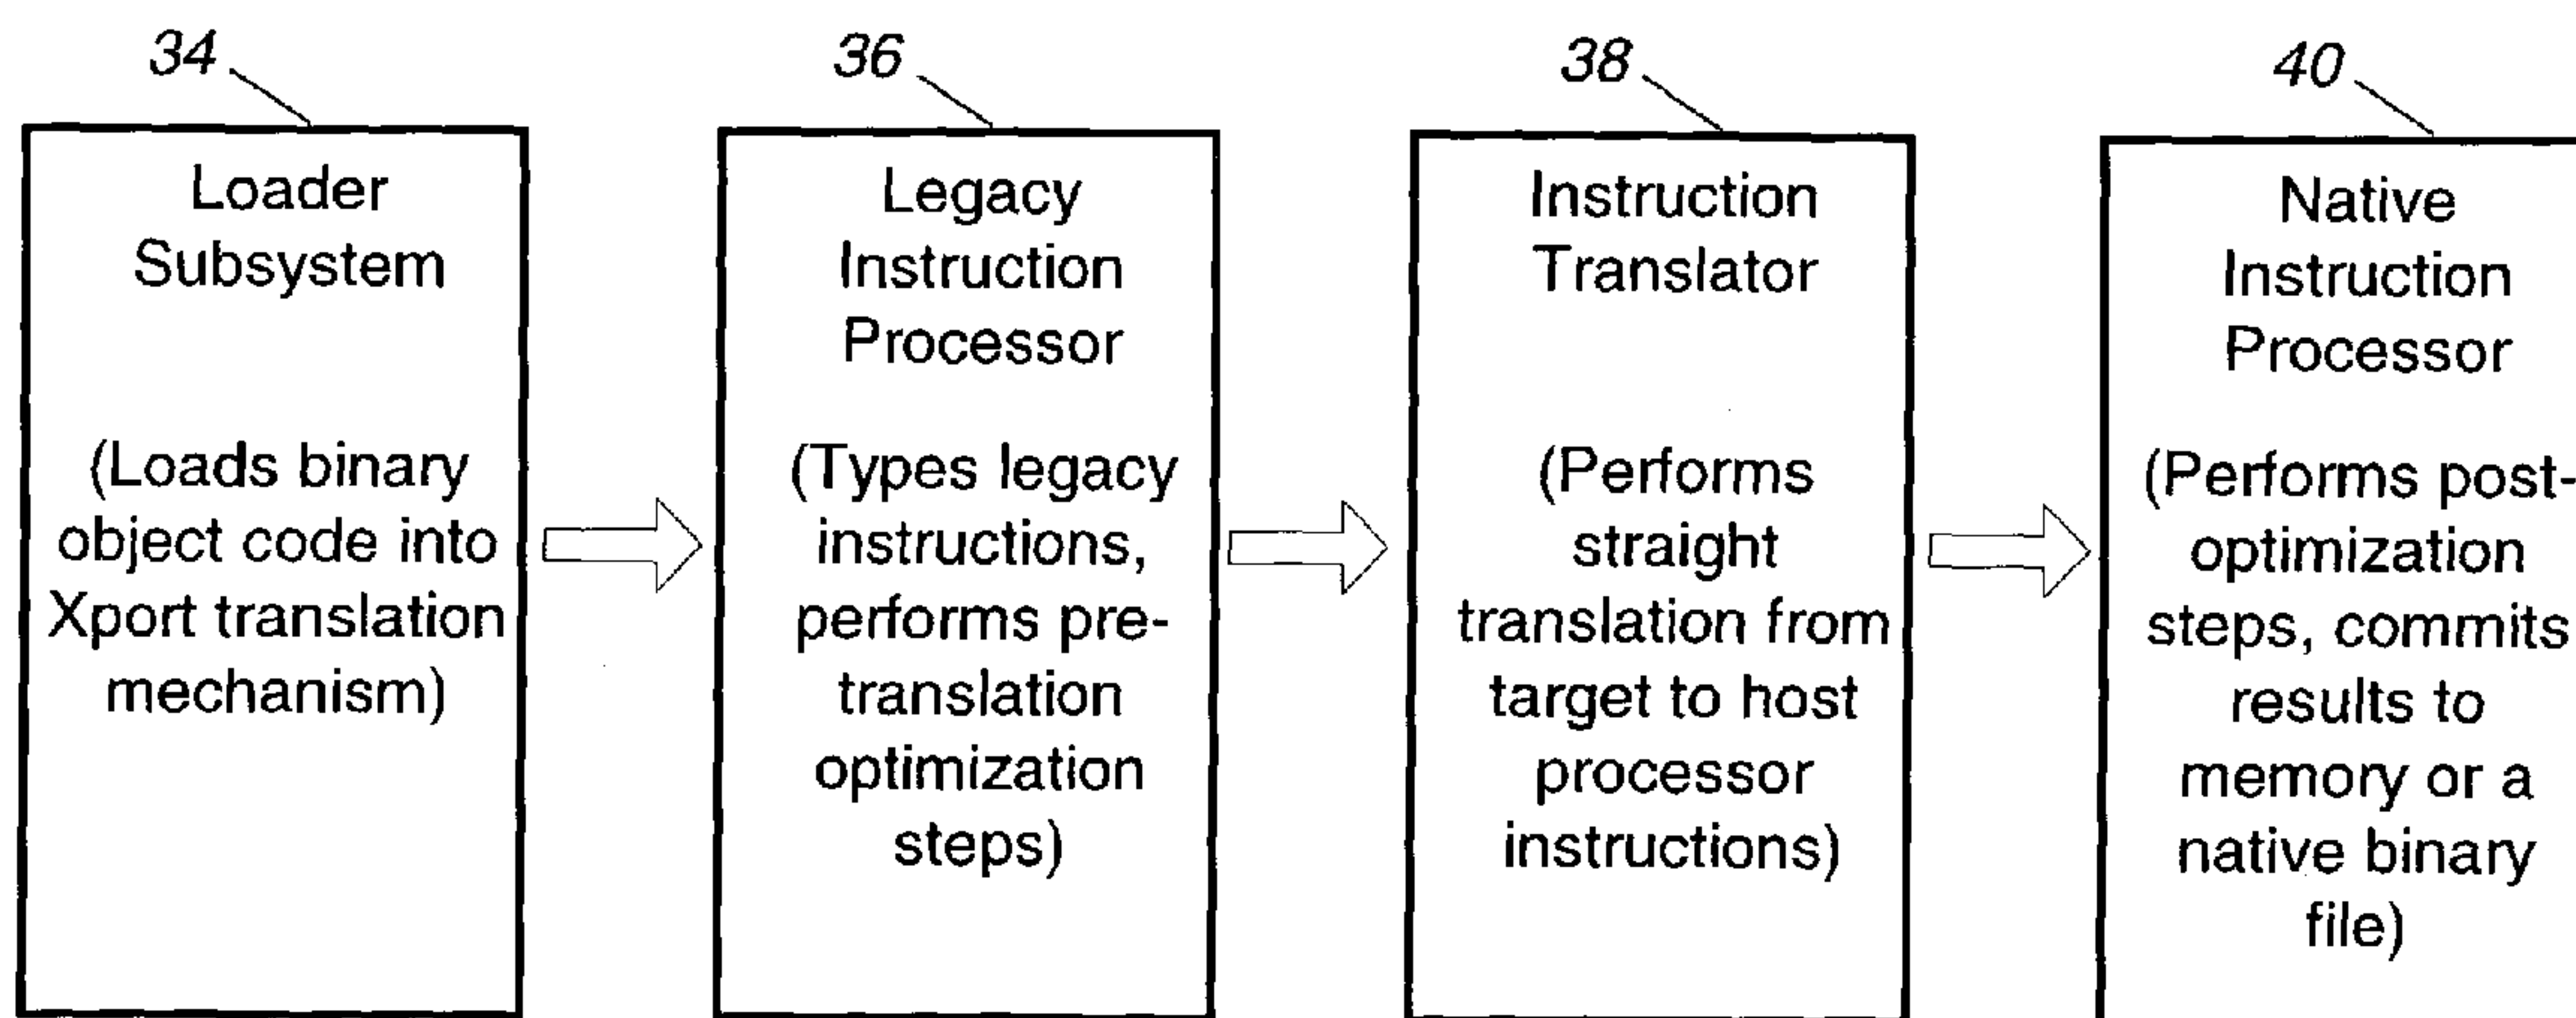 34
Loader
Subsystem
(Loads binary
object code into
Xport translation
mechanism)
36
Legacy
Instruction
Processor
(Types legacy
instructions,
performs pre-
translation
optimization
steps)
38
Instruction
Translator
(Performs
straight
translation from
target to host
processor
instructions)
40
Native
Instruction
Processor
(Performs post-
optimization
steps, commits
results to
memory or a
native binary
file)